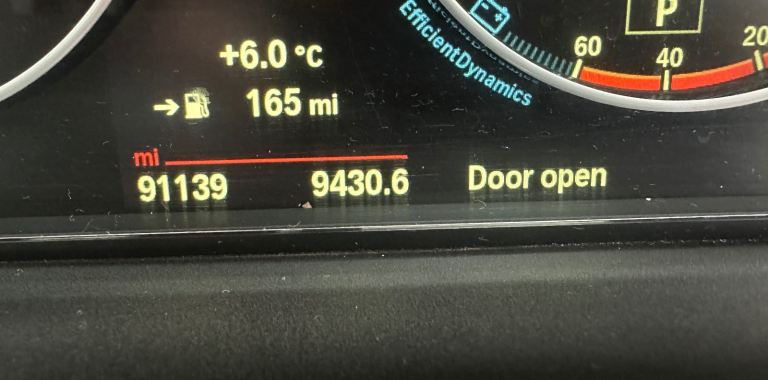 +6.0 °C
165 mi
mi
91139 9430.6 Door open
EfficientDynamics
P
60 40 20